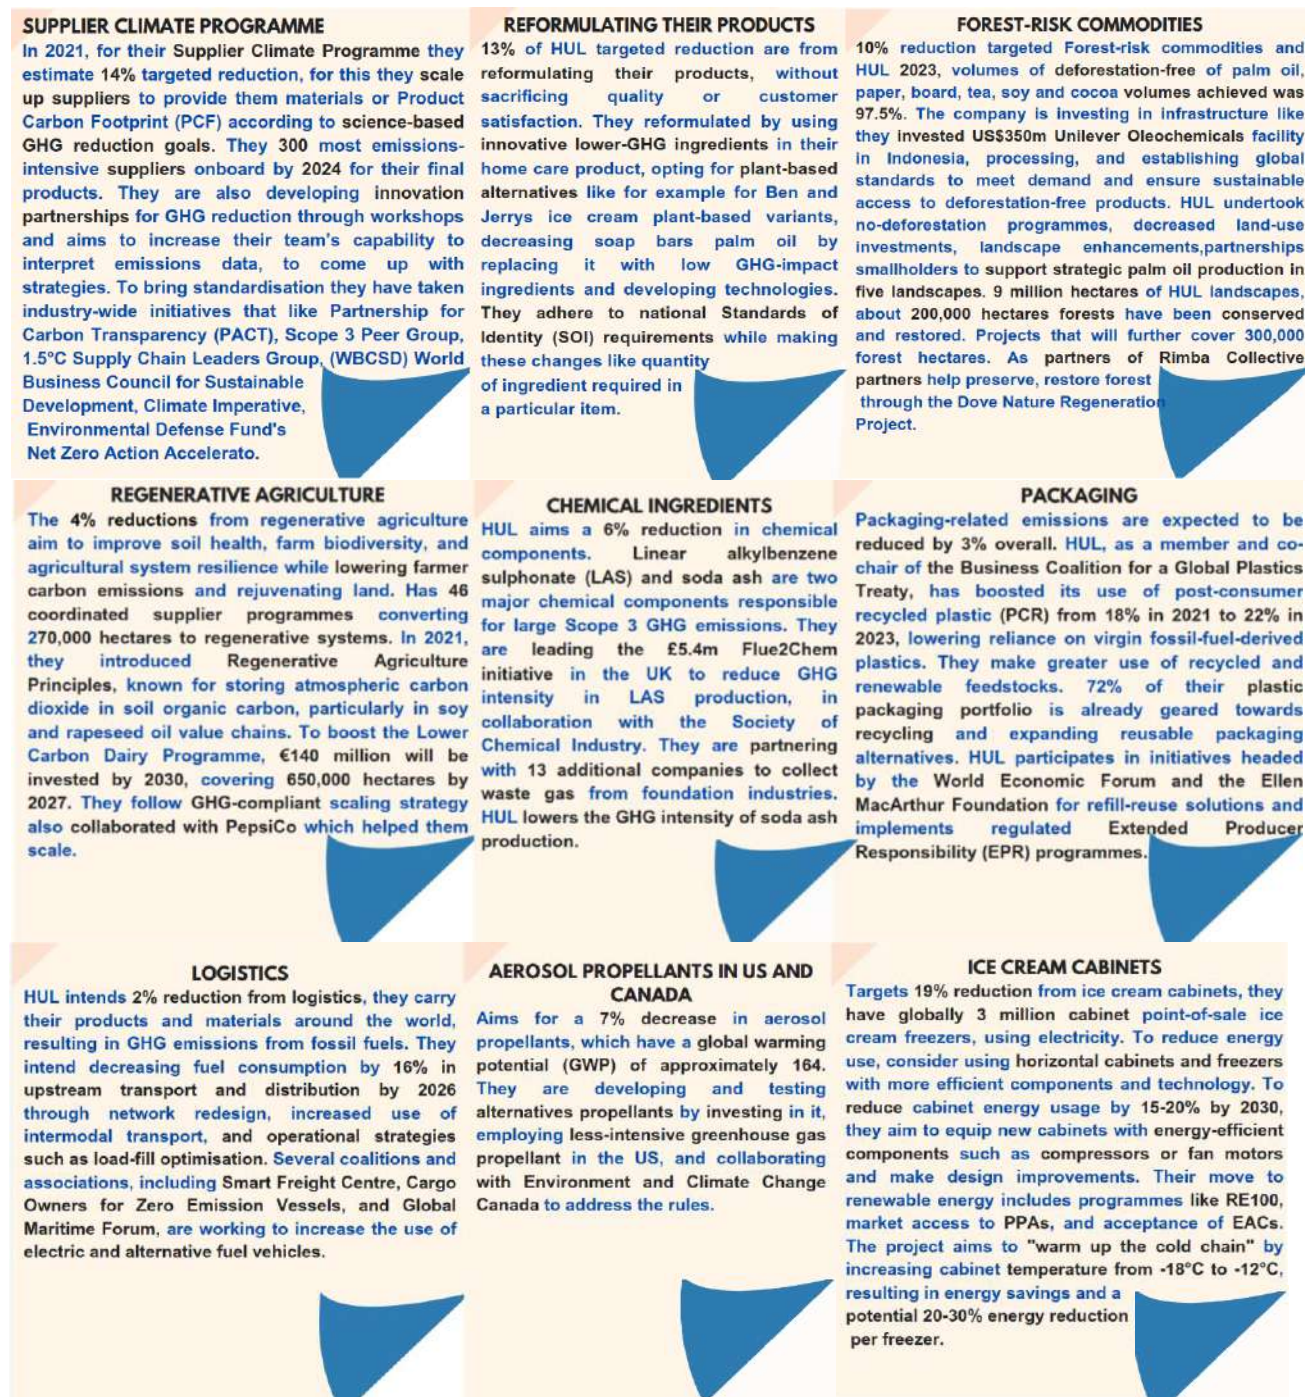 SUPPLIER CLIMATE PROGRAMME
In 2021, for their Supplier Climate Programme they
estimate 14% targeted reduction, for this they scale
up suppliers to provide them materials or Product
Carbon Footprint (PCF) according to science-based
GHG reduction goals. They 300 most emissions-
intensive suppliers onboard by 2024 for their final
products. They are also developing innovation
partnerships for GHG reduction through workshops
and aims to increase their team's capability to
interpret emissions data, to come up with
strategies. To bring standardisation they have taken
industry-wide initiatives that like Partnership for
Carbon Transparency (PACT), Scope 3 Peer Group,
1.5°C Supply Chain Leaders Group, (WBCSD) World
Business Council for Sustainable
Development, Climate Imperative,
Environmental Defense Fund's
Net Zero Action Accelerato.
REFORMULATING THEIR PRODUCTS
13% of HUL targeted reduction are from
reformulating their products, without
sacrificing quality or customer
satisfaction. They reformulated by using
innovative lower-GHG ingredients in their
home care product, opting for plant-based
alternatives like for example for Ben and
Jerrys ice cream plant-based variants,
decreasing soap bars palm oil by
replacing it with low GHG-impact
ingredients and developing technologies.
They adhere to national Standards of
Identity (SOI) requirements while making
these changes like quantity
of ingredient required in
a particular item.
FOREST-RISK COMMODITIES
10% reduction targeted Forest-risk commodities and
HUL 2023, volumes of deforestation-free of palm oil,
paper, board, tea, soy and cocoa volumes achieved was
97.5%. The company is investing in infrastructure like
they invested US$350m Unilever Oleochemicals facility
in Indonesia, processing, and establishing global
standards to meet demand and ensure sustainable
access to deforestation-free products. HUL undertook
no-deforestation programmes, decreased land-use
investments, landscape enhancements,partnerships
smallholders to support strategic palm oil production in
five landscapes. 9 million hectares of HUL landscapes,
about 200,000 hectares forests have been conserved
and restored. Projects that will further cover 300,000
forest hectares. As partners of Rimba Collective
partners help preserve, restore forest
through the Dove Nature Regeneration
Project.
REGENERATIVE AGRICULTURE
The 4% reductions from regenerative agriculture
aim to improve soil health, farm biodiversity, and
agricultural system resilience while lowering farmer
carbon emissions and rejuvenating land. Has 46
coordinated supplier programmes converting
270,000 hectares to regenerative systems. In 2021,
they introduced Regenerative Agriculture
Principles, known for storing atmospheric carbon
dioxide in soil organic carbon, particularly in soy
and rapeseed oil value chains. To boost the Lower
Carbon Dairy Programme, €140 million will be
invested by 2030, covering 650,000 hectares by
2027. They follow GHG-compliant scaling strategy
also collaborated with PepsiCo which helped them
scale.
CHEMICAL INGREDIENTS
HUL aims a 6% reduction in chemical
components. Linear alkylbenzene
sulphonate (LAS) and soda ash are two
major chemical components responsible
for large Scope 3 GHG emissions. They
are leading the £5.4m Flue2Chem
initiative in the UK to reduce GHG
intensity in LAS production, in
collaboration with the Society of
Chemical Industry. They are partnering
with 13 additional companies to collect
waste gas from foundation industries.
HUL lowers the GHG intensity of soda ash
production.
PACKAGING
Packaging-related emissions are expected to be
reduced by 3% overall. HUL, as a member and co-
chair of the Business Coalition for a Global Plastics
Treaty, has boosted its use of post-consumer
recycled plastic (PCR) from 18% in 2021 to 22% in
2023, lowering reliance on virgin fossil-fuel-derived
plastics. They make greater use of recycled and
renewable feedstocks. 72% of their plastic
packaging portfolio is already geared towards
recycling and expanding reusable packaging
alternatives. HUL participates in initiatives headed
by the World Economic Forum and the Ellen
MacArthur Foundation for refill-reuse solutions and
implements regulated Extended Producer
Responsibility (EPR) programmes.
LOGISTICS
HUL intends 2% reduction from logistics, they carry
their products and materials around the world,
resulting in GHG emissions from fossil fuels. They
intend decreasing fuel consumption by 16% in
upstream transport and distribution by 2026
through network redesign, increased use of
intermodal transport, and operational strategies
such as load-fill optimisation. Several coalitions and
associations, including Smart Freight Centre, Cargo
Owners for Zero Emission Vessels, and Global
Maritime Forum, are working to increase the use of
electric and alternative fuel vehicles.
AEROSOL PROPELLANTS IN US AND
CANADA
Aims for a 7% decrease in aerosol
propellants, which have a global warming
potential (GWP) of approximately 164.
They are developing and testing
alternatives propellants by investing in it,
employing less-intensive greenhouse gas
propellant in the US, and collaborating
with Environment and Climate Change
Canada to address the rules.
ICE CREAM CABINETS
Targets 19% reduction from ice cream cabinets, they
have globally 3 million cabinet point-of-sale ice
cream freezers, using electricity. To reduce energy
use, consider using horizontal cabinets and freezers
with more efficient components and technology. To
reduce cabinet energy usage by 15-20% by 2030,
they aim to equip new cabinets with energy-efficient
components such as compressors or fan motors
and make design improvements. Their move to
renewable energy includes programmes like RE100,
market access to PPAs, and acceptance of EACs.
The project aims to "warm up the cold chain" by
increasing cabinet temperature from -18°C to -12°C,
resulting in energy savings and a
potential 20-30% energy reduction
per freezer.